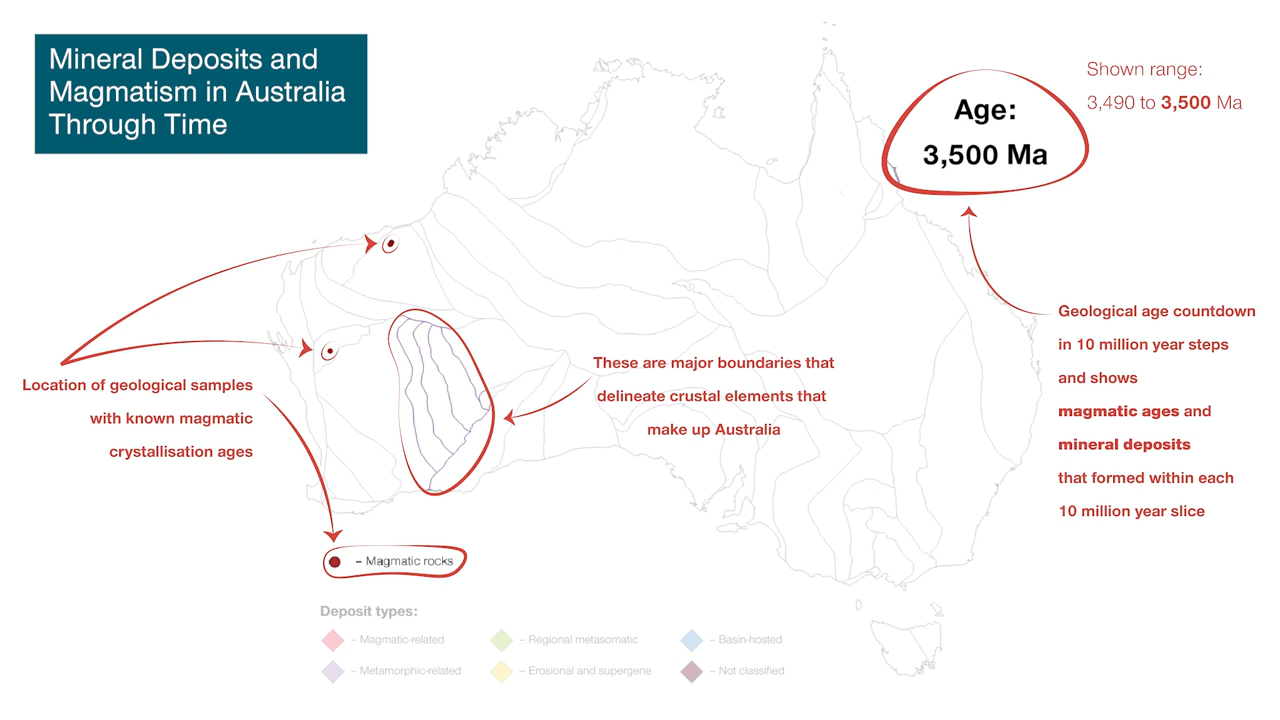 Mineral Deposits and
Magmatism in Australia
Through Time
Shown range:
3,490 to 3,500 Ma
Age:
3,500 Ma
Geological age countdown
in 10 million year steps
and shows
magmatic ages and
mineral deposits
that formed within each
10 million year slice
These are major boundaries that
delineate crustal elements that
make up Australia
Location of geological samples
with known magmatic
crystallisation ages
– Magmatic rocks
Deposit types:
– Magmatic-related
– Regional metasomatic
– Basin-hosted
– Metamorphic-related
– Erosional and supergene
– Not classified